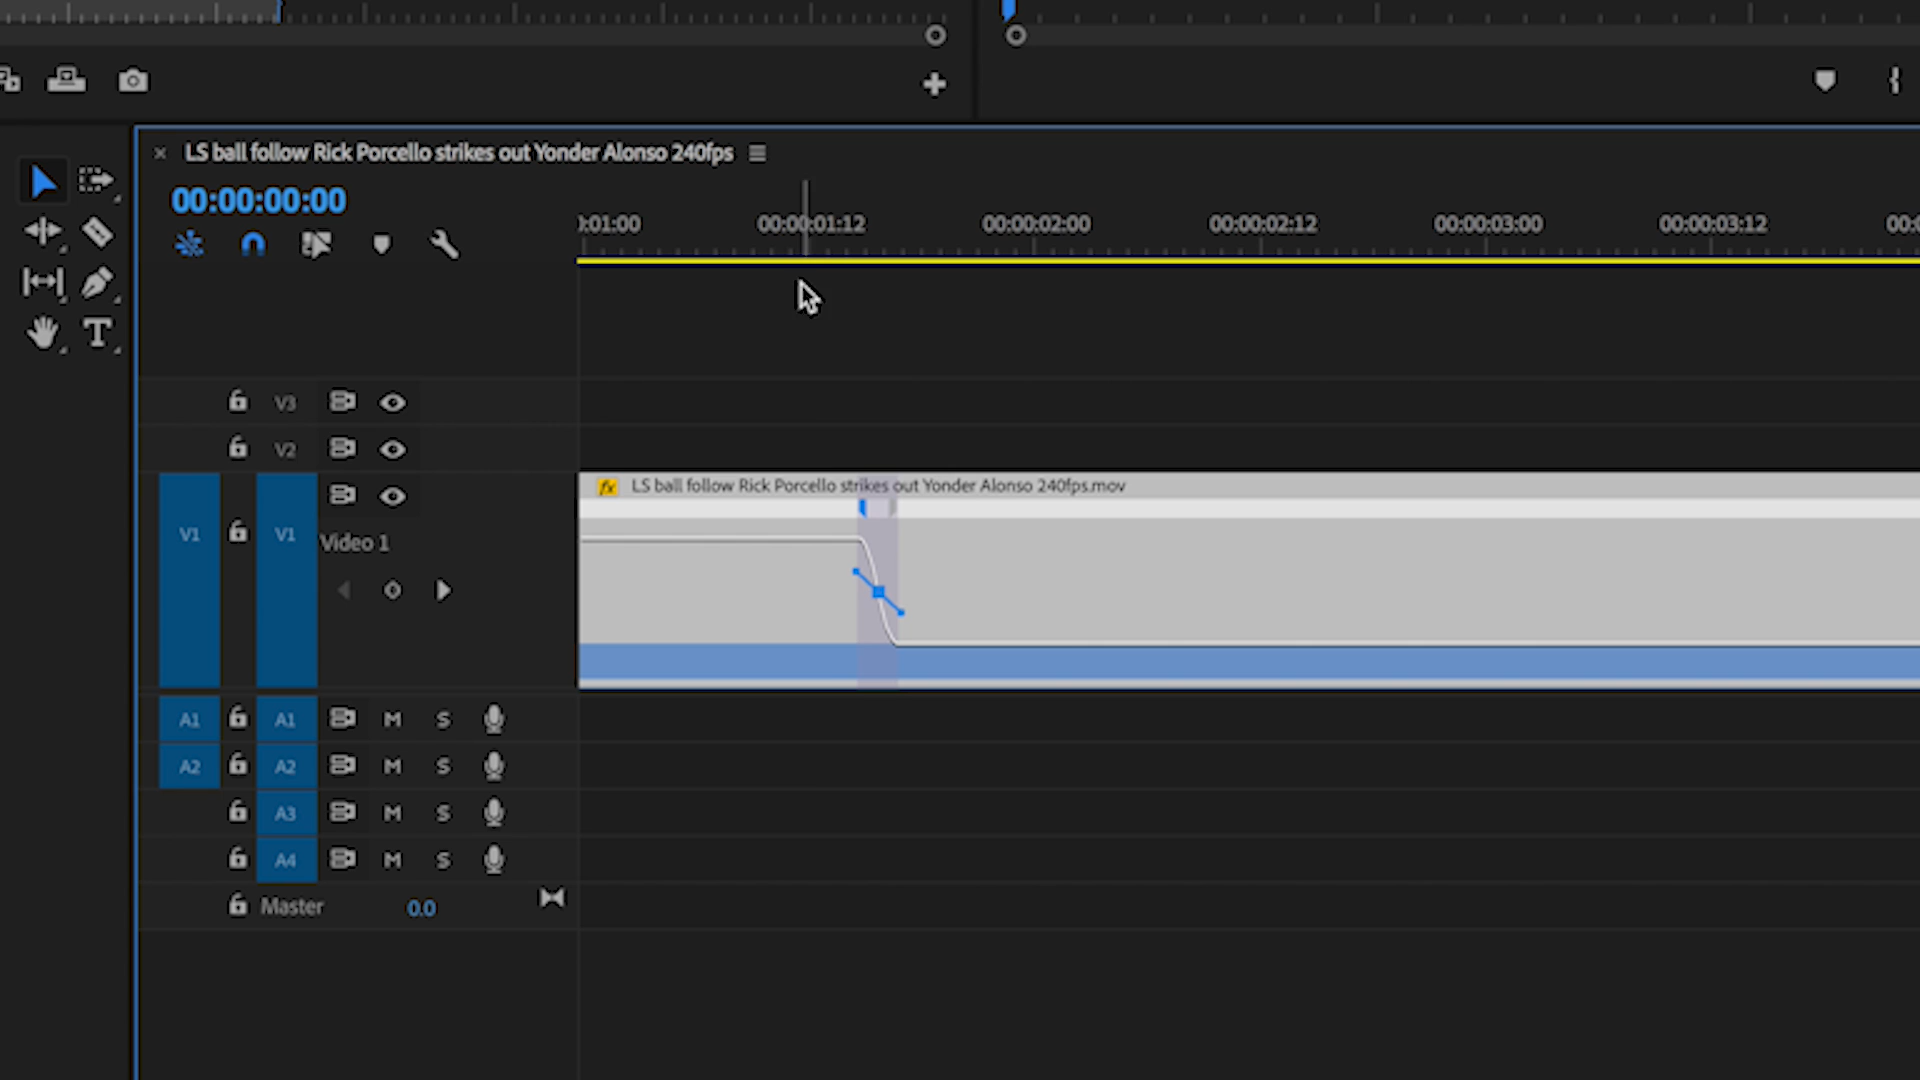 LS ball follow Rick Porcello strikes out Yonder Alonso 240fps
00:00:00:00
:01:00 00:00:01:12 00:00:02:00 00:00:02:12 00:00:03:00 00:00:03:12 00:
V3
V2
fx LS ball follow Rick Porcello strikes out Yonder Alonso 240fps.mov
V1 V1 Video 1
A1 A1 M S
A2 A2 M S
A3 M S
A4 M S
Master 0.0